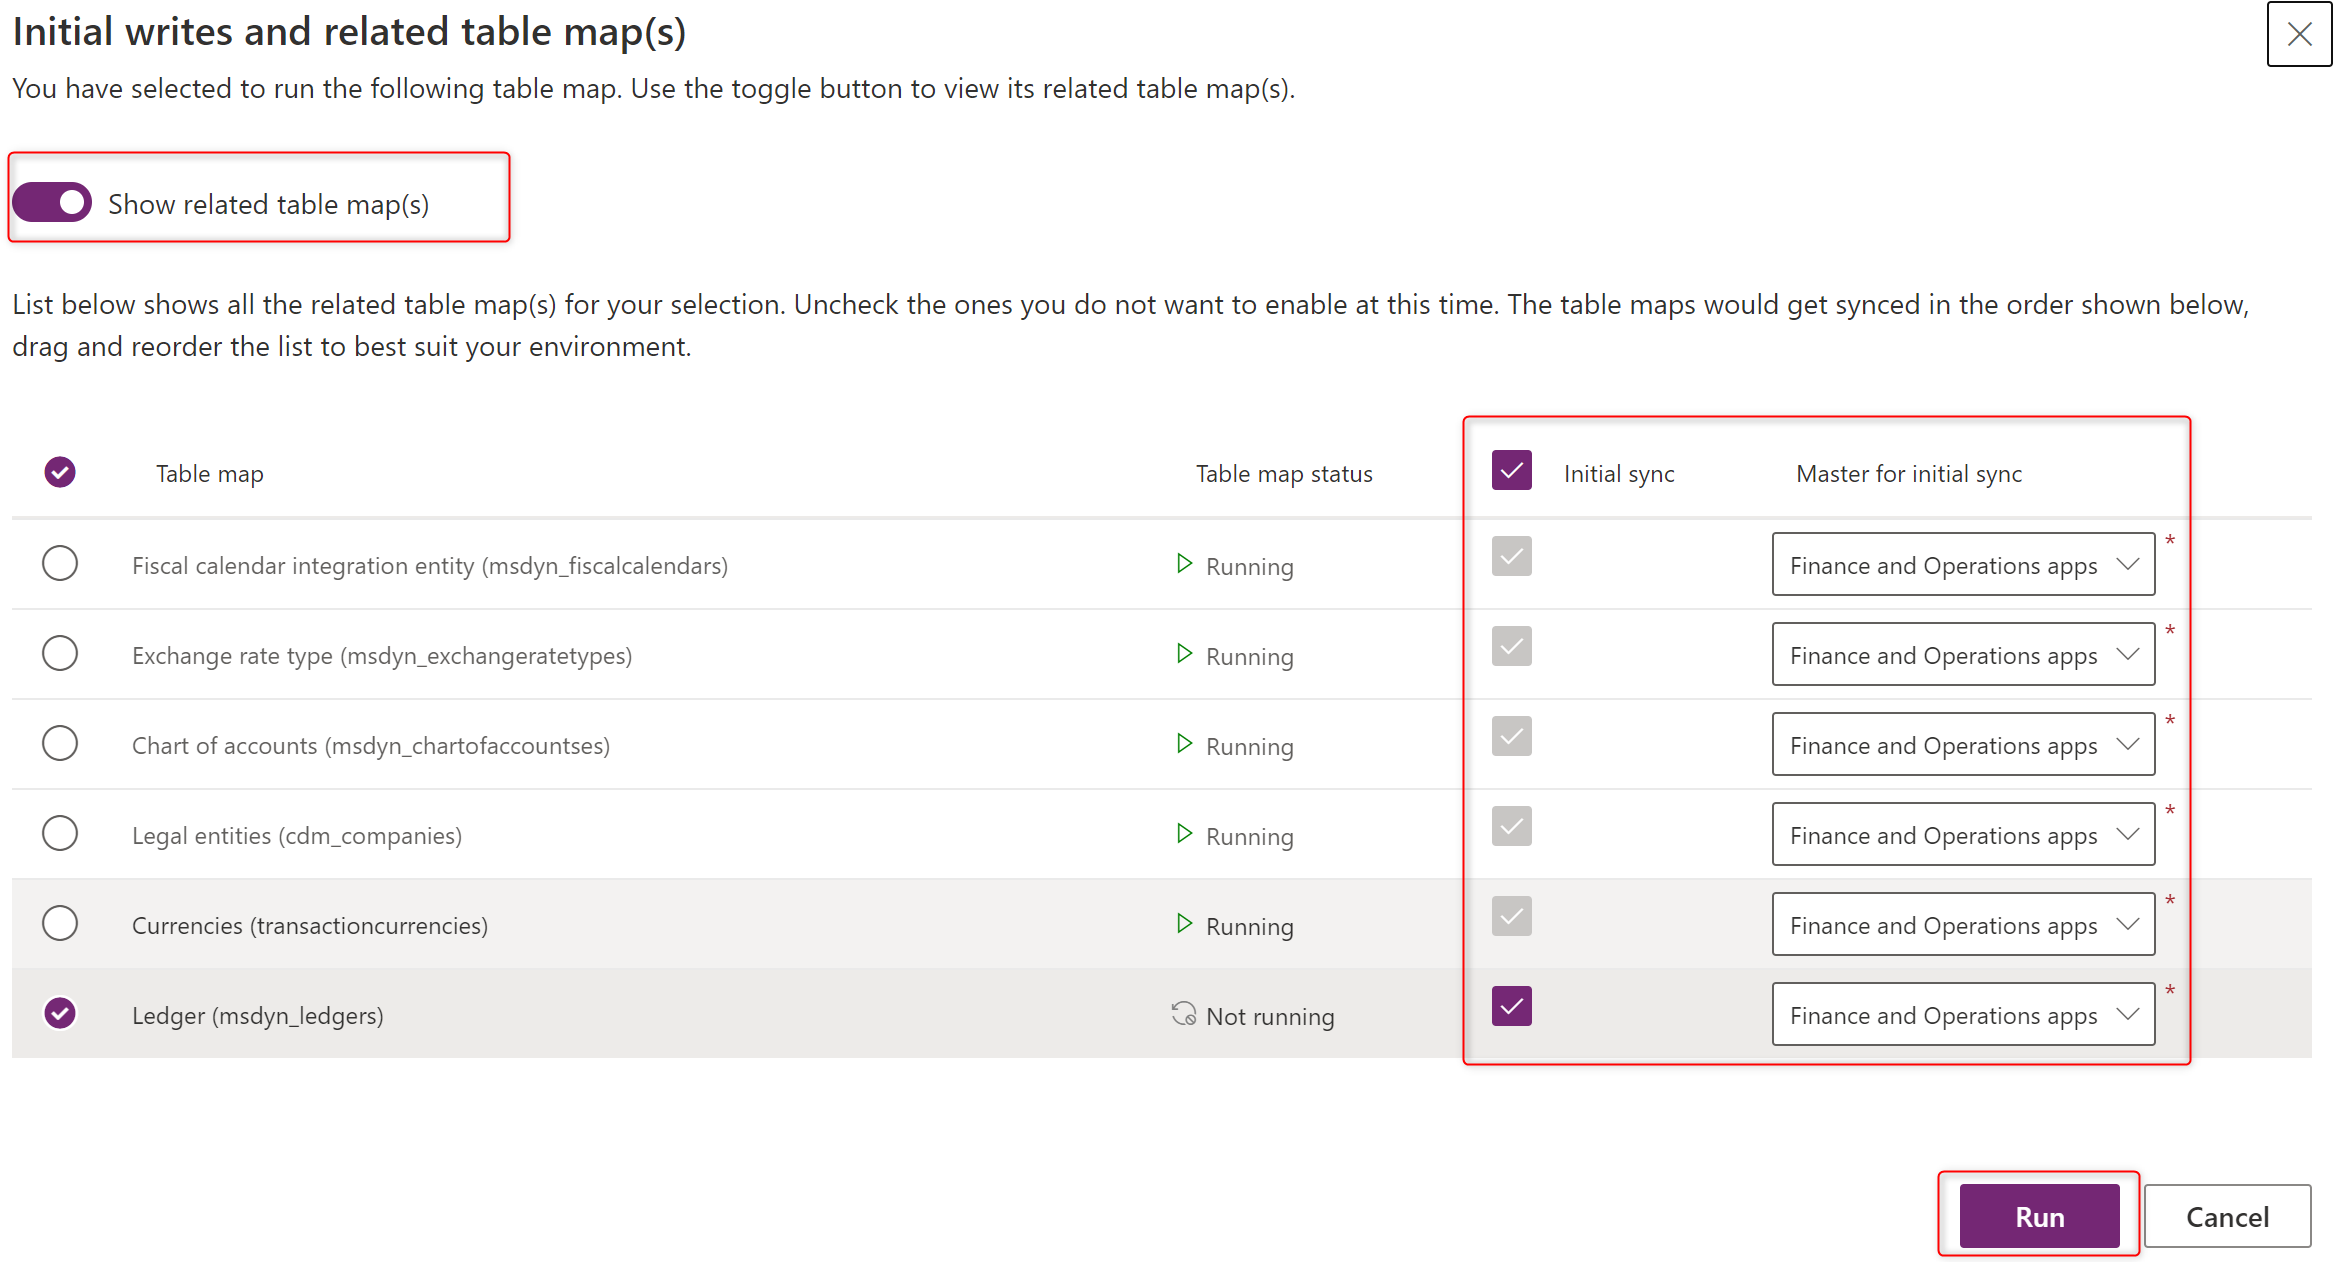 Initial writes and related table map(s)
You have selected to run the following table map. Use the toggle button to view its related table map(s).
Show related table map(s)
List below shows all the related table map(s) for your selection. Uncheck the ones you do not want to enable at this time. The table maps would get synced in the order shown below,
drag and reorder the list to best suit your environment.
Table map Table map status Initial sync Master for initial sync
Fiscal calendar integration entity (msdyn_fiscalcalendars) Running Finance and Operations apps *
Exchange rate type (msdyn_exchangeratetypes) Running Finance and Operations apps *
Chart of accounts (msdyn_chartofaccountses) Running Finance and Operations apps *
Legal entities (cdm_companies) Running Finance and Operations apps *
Currencies (transactioncurrencies) Running Finance and Operations apps *
Ledger (msdyn_ledgers) Not running Finance and Operations apps *
Run Cancel